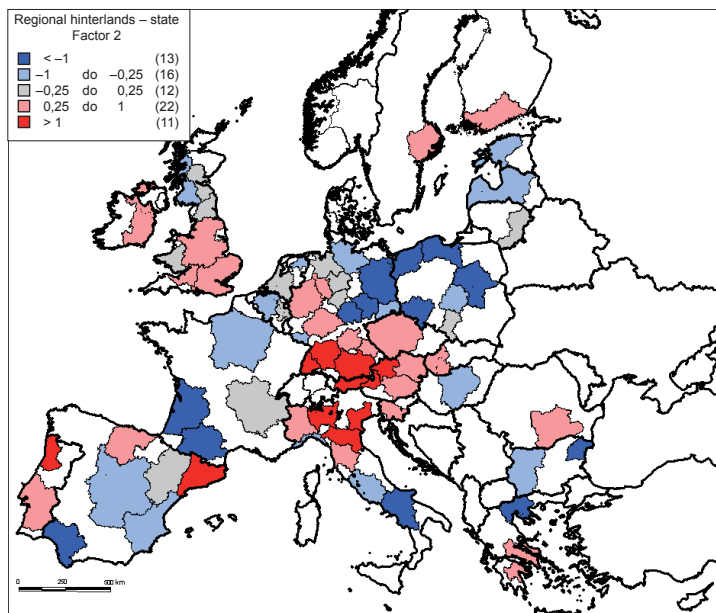 Regional hinterlands – state
Factor 2
< –1 (13)
–1 do –0,25 (16)
–0,25 do 0,25 (12)
0,25 do 1 (22)
> 1 (11)
0 250 500 km